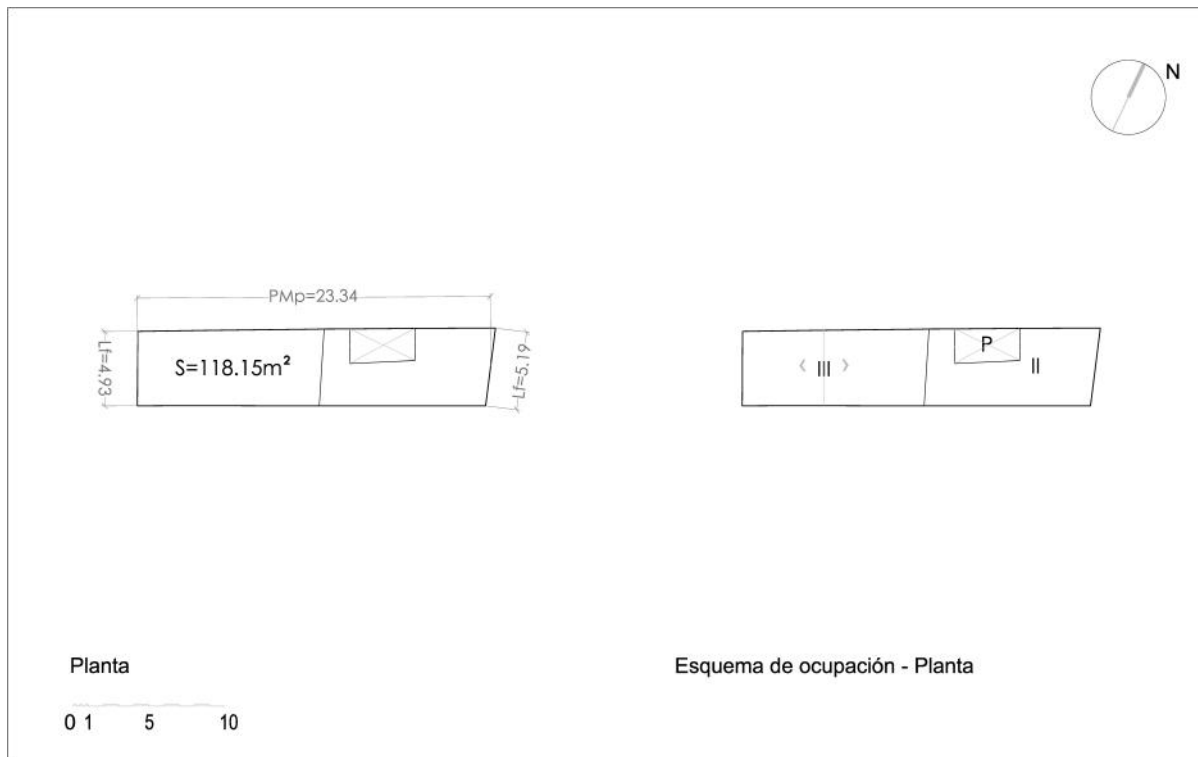 N
PMp=23.34
Lf=4.93
S=118.15m²
Lf=5.19
III
P
II
Planta
Esquema de ocupación - Planta
0 1 5 10